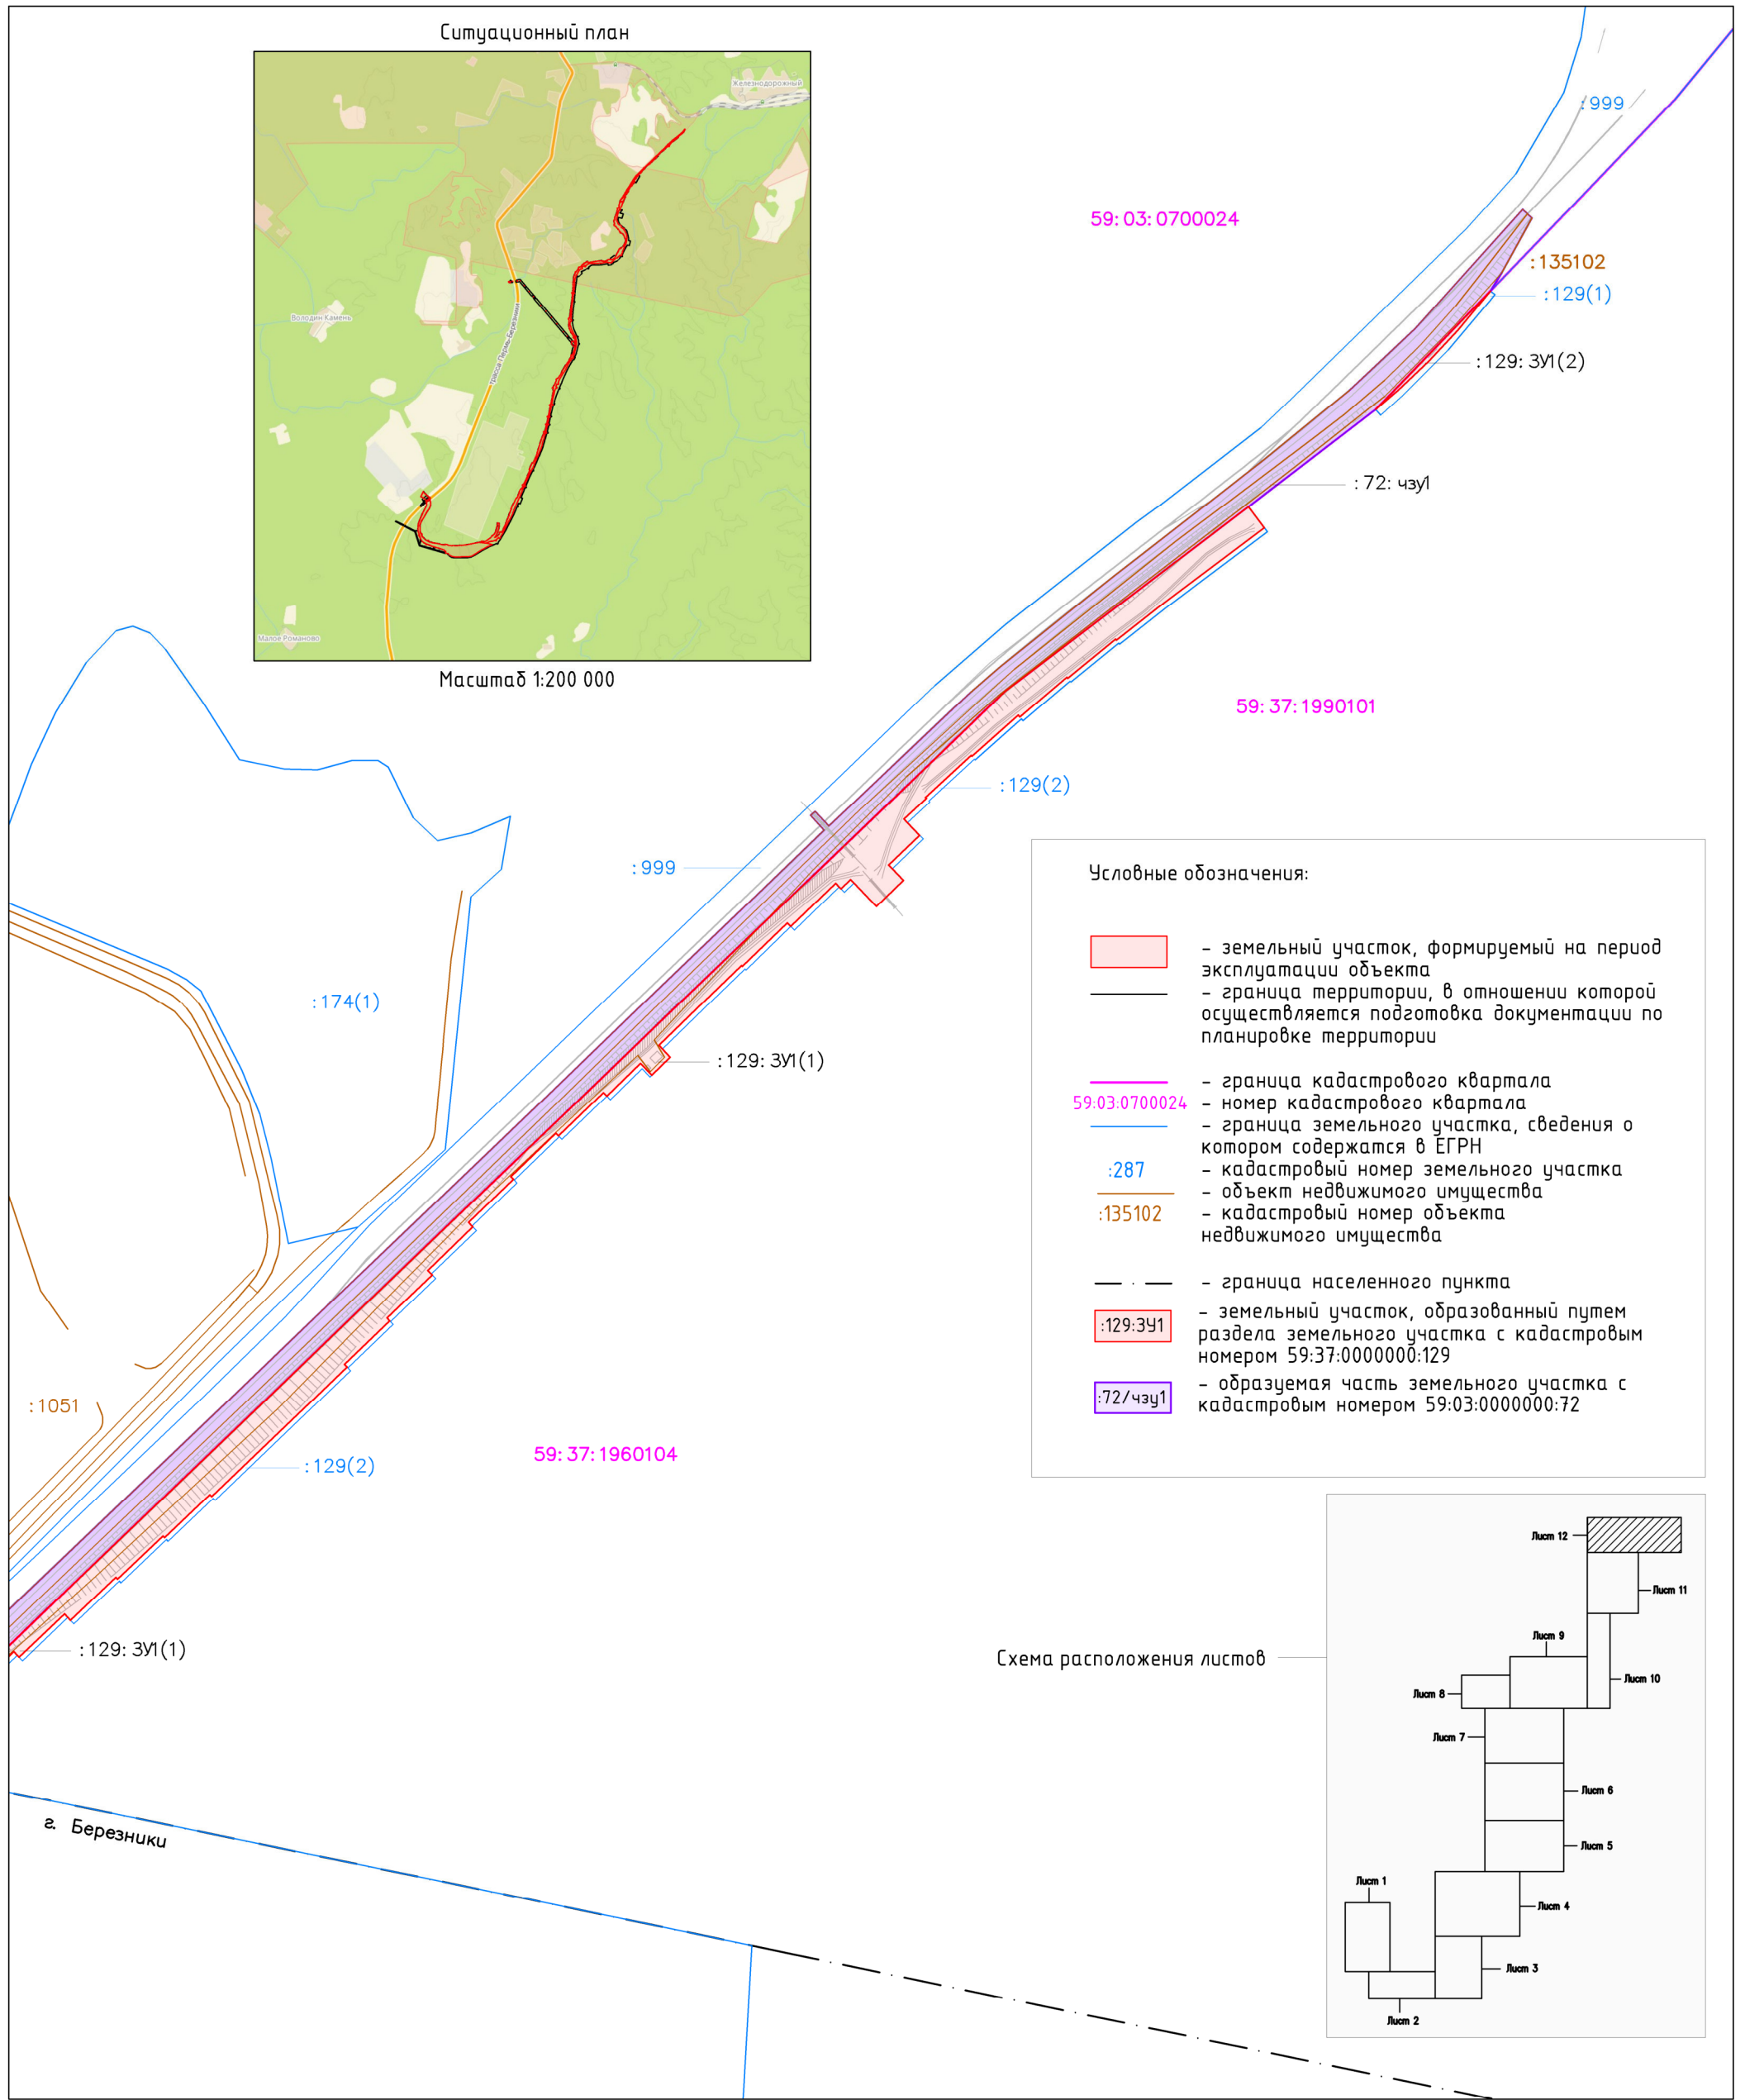 Ситуационный план
Железнодорожный
Володин Камень
трасса Пермь-Березники
Малое Романово
Масштаб 1:200 000
:999
59:03:0700024
:135102
:129(1)
:129:ЗУ1(2)
:72:чзу1
59:37:1990101
:129(2)
:999
:174(1)
:129:ЗУ1(1)
:1051
:129(2)
59:37:1960104
:129:ЗУ1(1)
г. Березники
Условные обозначения:
- земельный участок, формируемый на период
эксплуатации объекта
- граница территории, в отношении которой
осуществляется подготовка документации по
планировке территории
- граница кадастрового квартала
59:03:0700024 - номер кадастрового квартала
- граница земельного участка, сведения о
котором содержатся в ЕГРН
:287 - кадастровый номер земельного участка
- объект недвижимого имущества
:135102 - кадастровый номер объекта
недвижимого имущества
- граница населенного пункта
:129:ЗУ1 - земельный участок, образованный путем
раздела земельного участка с кадастровым
номером 59:37:0000000:129
:72/чзу1 - образуемая часть земельного участка с
кадастровым номером 59:03:0000000:72
Схема расположения листов
Лист 12
Лист 11
Лист 9
Лист 10
Лист 8
Лист 7
Лист 6
Лист 5
Лист 1
Лист 4
Лист 3
Лист 2